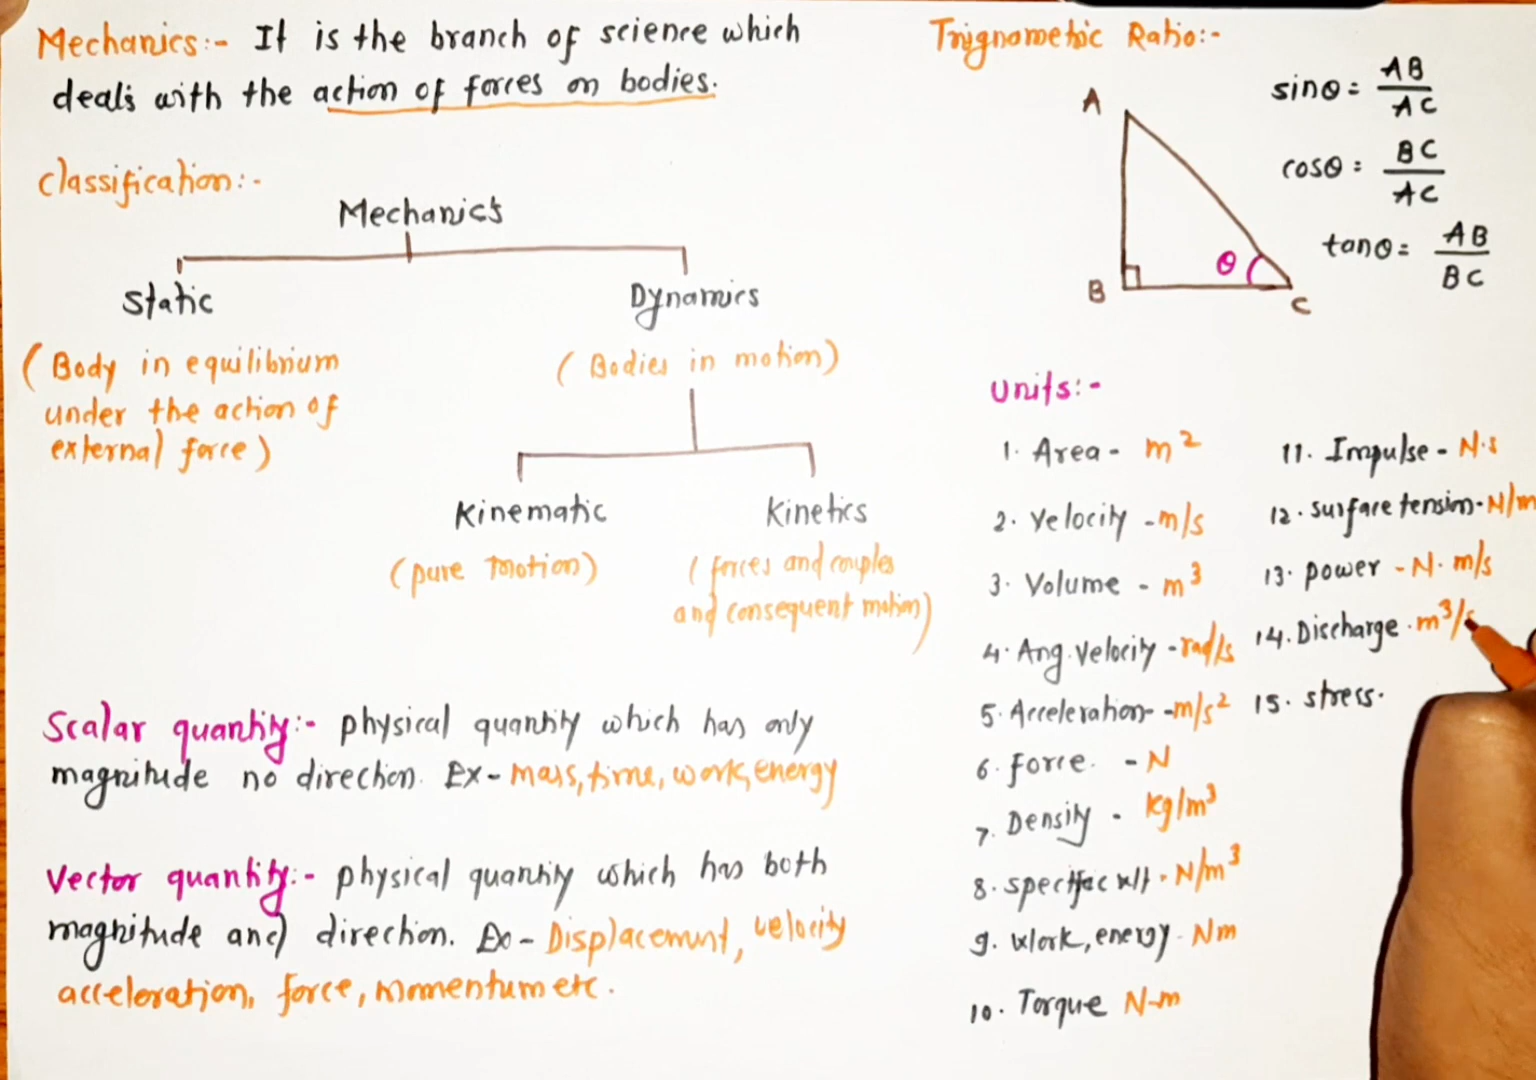 Mechanics:- It is the branch of science which
deals with the action of forces on bodies.
Classification:-
Mechanics
Static
Dynamics
(Body in equilibrium
under the action of
external force)
(Bodies in motion)
Kinematic
Kinetics
(pure motion)
(forces and couples
and consequent motion)
Scalar quantity:- physical quantity which has only
magnitude no direction. Ex- mass, time, work, energy
Vector quantity:- physical quantity which has both
magnitude and direction. Ex- Displacement, velocity
acceleration, force, momentum etc.
Trignometric Ratio:-
A
B
C
θ
sinθ = AB/AC
cosθ = BC/AC
tanθ = AB/BC
Units:-
1. Area - m²
2. Velocity - m/s
3. Volume - m³
4. Ang. Velocity - rad/s
5. Acceleration - m/s²
6. force. - N
7. Density - kg/m³
8. specific wt - N/m³
9. Work, energy - Nm
10. Torque N-m
11. Impulse - N·s
12. surface tension - N/m
13. power - N·m/s
14. Discharge · m³/s
15. stress.